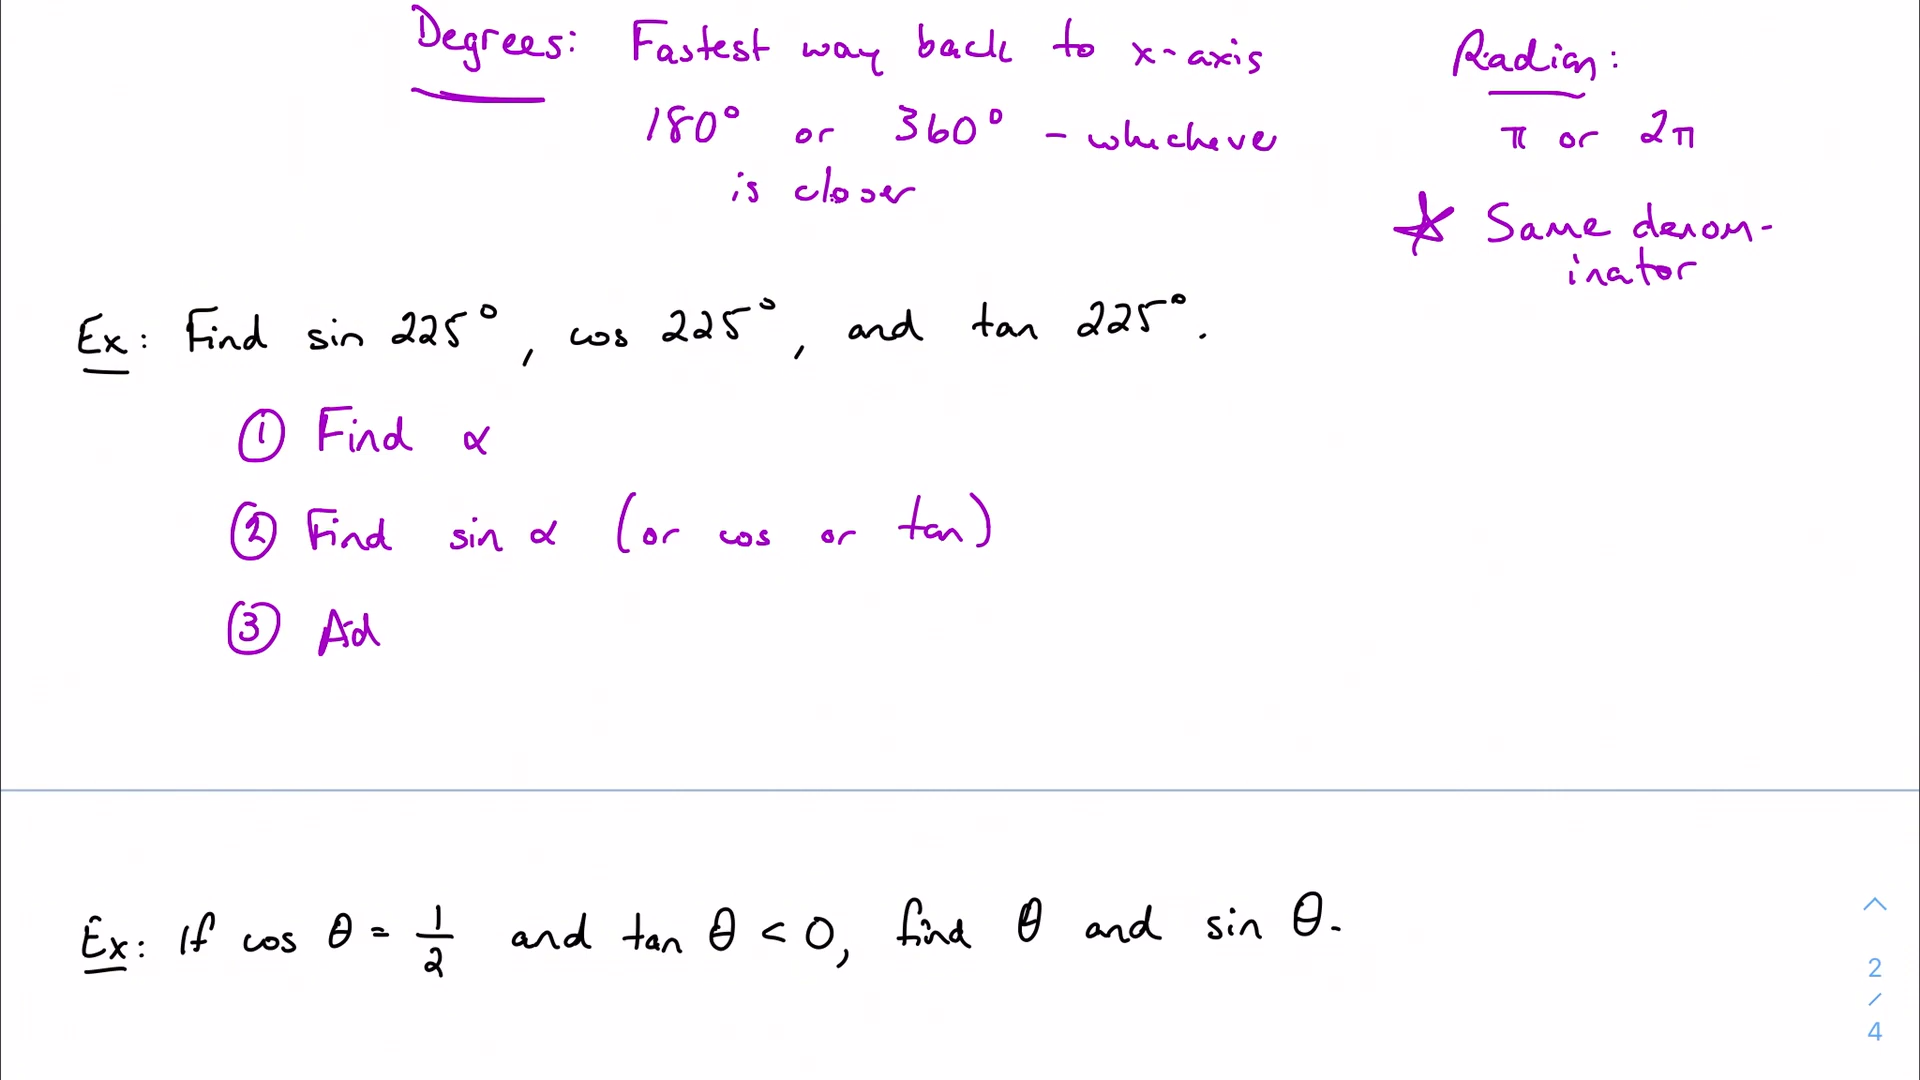 Degrees: Fastest way back to x-axis
180° or 360° - whicheve
is closer
Radian:
π or 2π
☆ Same denom-
inator
Ex: Find sin 225°, cos 225°, and tan 225°.
① Find α
② Find sin α (or cos or tan)
③ Ad
Ex: If cos θ = 1/2 and tan θ < 0, find θ and sin θ.
2
/
4